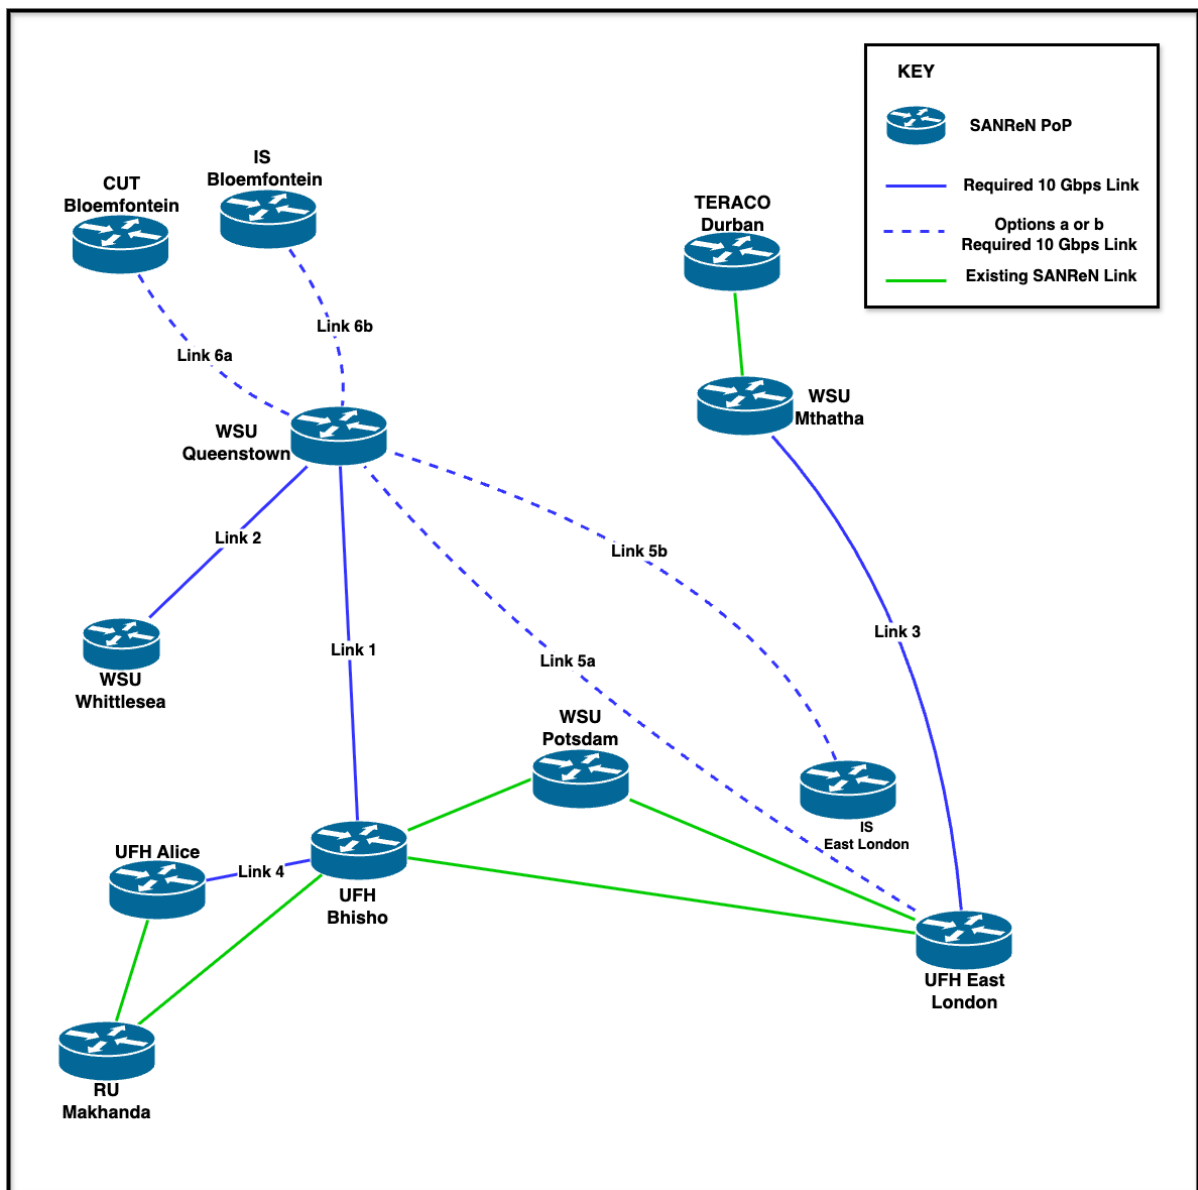 KEY
SANReN PoP
Required 10 Gbps Link
Options a or b
Required 10 Gbps Link
Existing SANReN Link
IS
Bloemfontein
CUT
Bloemfontein
TERACO
Durban
Link 6b
Link 6a
WSU
Mthatha
WSU
Queenstown
Link 2
Link 5b
Link 3
Link 1
Link 5a
WSU
Whittlesea
WSU
Potsdam
IS
East London
UFH Alice
Link 4
UFH
Bhisho
UFH East
London
RU
Makhanda